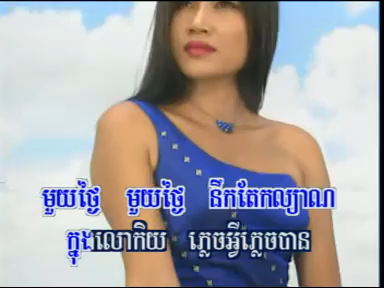 មួយថ្ងៃ មួយថ្ងៃ នឹកតែកល្យាណ
ក្នុងលោកិយ ភ្លេចអ្វីភ្លេចបាន